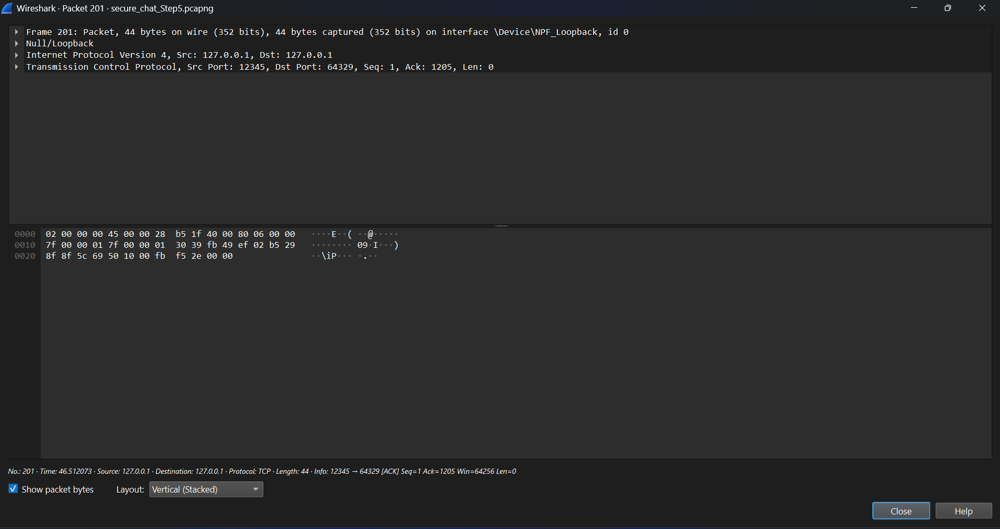 Wireshark · Packet 201 · secure_chat_Step5.pcapng
Frame 201: Packet, 44 bytes on wire (352 bits), 44 bytes captured (352 bits) on interface \Device\NPF_Loopback, id 0
Null/Loopback
Internet Protocol Version 4, Src: 127.0.0.1, Dst: 127.0.0.1
Transmission Control Protocol, Src Port: 12345, Dst Port: 64329, Seq: 1, Ack: 1205, Len: 0
0000 02 00 00 00 45 00 00 28 b5 1f 40 00 80 06 00 00 ····E··( ··@·····
0010 7f 00 00 01 7f 00 00 01 30 39 fb 49 ef 02 b5 29 ········ 09·I···)
0020 8f 8f 5c 69 50 10 00 fb f5 2e 00 00 ··\iP··· ·.··
No.: 201 · Time: 46.512073 · Source: 127.0.0.1 · Destination: 127.0.0.1 · Protocol: TCP · Length: 44 · Info: 12345 → 64329 [ACK] Seq=1 Ack=1205 Win=64256 Len=0
Show packet bytes Layout: Vertical (Stacked)
Close Help